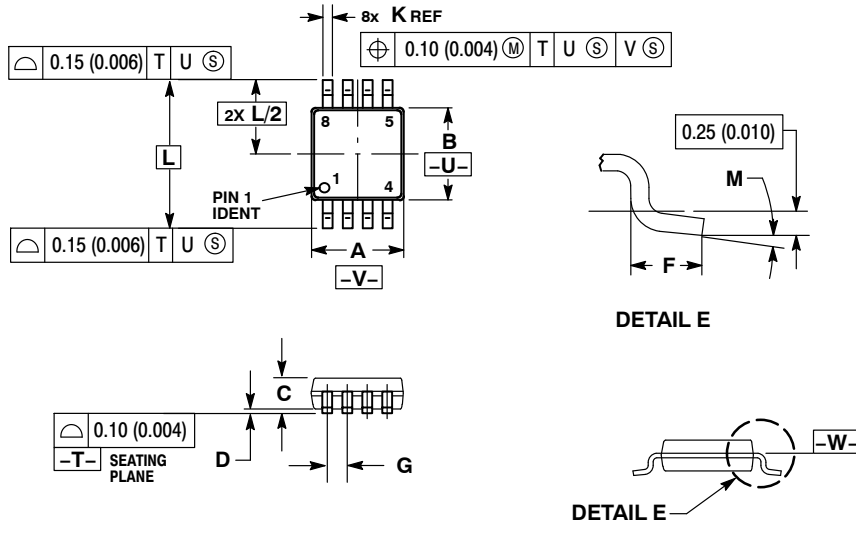 8x K REF
⌖ 0.10 (0.004) Ⓜ T U Ⓢ V Ⓢ
⌓ 0.15 (0.006) T U Ⓢ
2X L/2
8 5
B
–U–
L
1
4
PIN 1
IDENT
⌓ 0.15 (0.006) T U Ⓢ
A
–V–
0.25 (0.010)
M
F
DETAIL E
C
⌓ 0.10 (0.004)
–T– SEATING
PLANE
D
G
–W–
DETAIL E